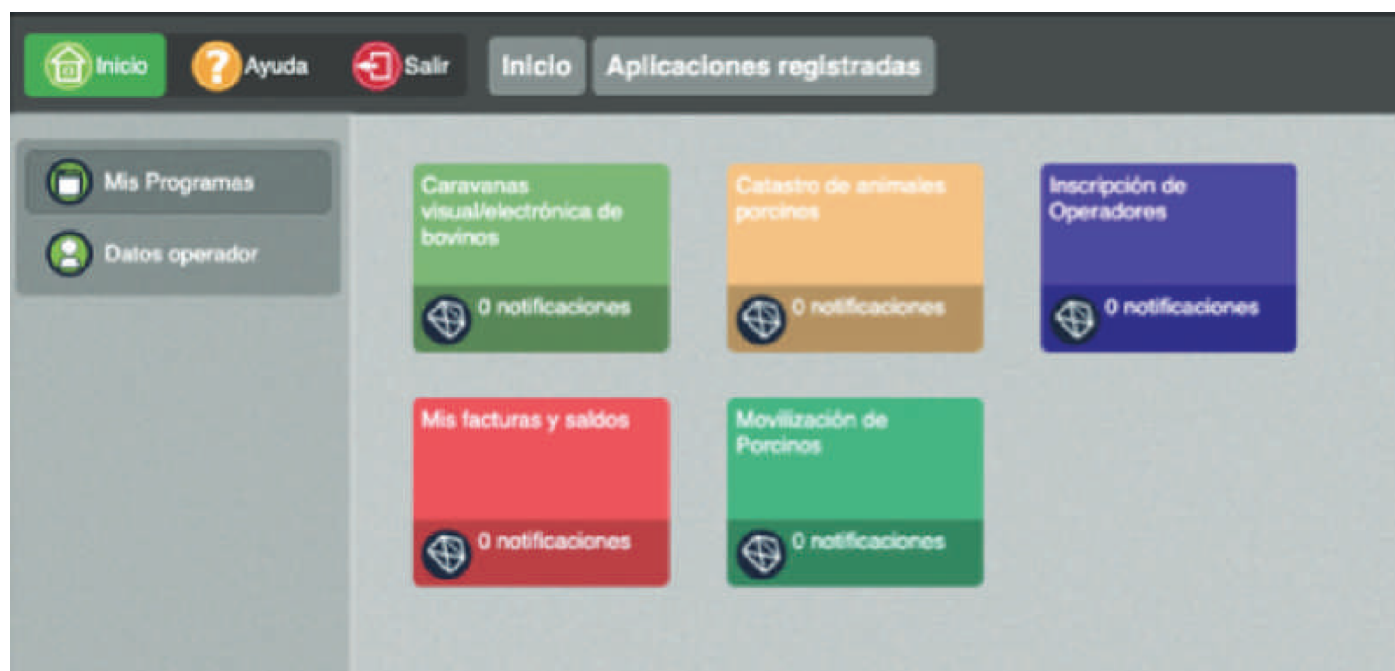 Inicio
Ayuda
Salir
Inicio
Aplicaciones registradas
Mis Programas
Datos operador
Caravanas
visual/electrónica de
bovinos
0 notificaciones
Catastro de animales
porcinos
0 notificaciones
Inscripción de
Operadores
0 notificaciones
Mis facturas y saldos
0 notificaciones
Movilización de
Porcinos
0 notificaciones